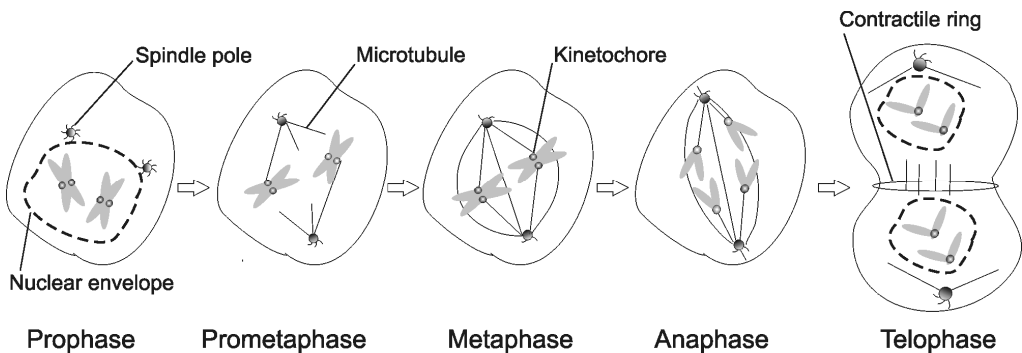 Contractile ring
Spindle pole
Microtubule
Kinetochore
Nuclear envelope
Prophase
Prometaphase
Metaphase
Anaphase
Telophase